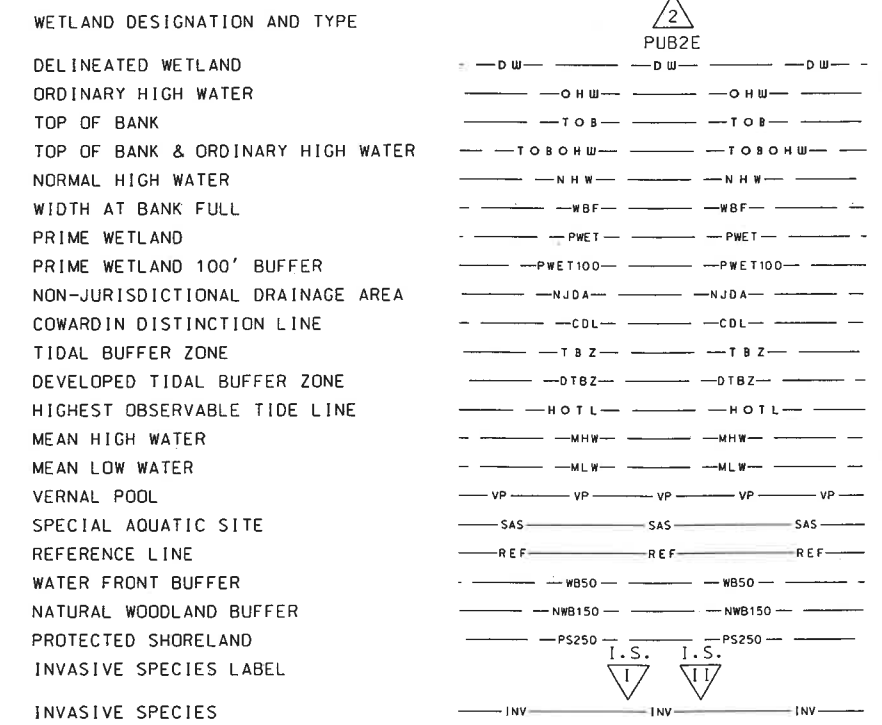 WETLAND DESIGNATION AND TYPE 2
PUB2E
DELINEATED WETLAND DW DW DW
ORDINARY HIGH WATER OHW OHW
TOP OF BANK TOB TOB
TOP OF BANK & ORDINARY HIGH WATER TOBOHW TOBOHW
NORMAL HIGH WATER NHW NHW
WIDTH AT BANK FULL WBF WBF
PRIME WETLAND PWET PWET
PRIME WETLAND 100' BUFFER PWET100 PWET100
NON-JURISDICTIONAL DRAINAGE AREA NJDA NJDA
COWARDIN DISTINCTION LINE CDL CDL
TIDAL BUFFER ZONE TBZ TBZ
DEVELOPED TIDAL BUFFER ZONE DTBZ DTBZ
HIGHEST OBSERVABLE TIDE LINE HOTL HOTL
MEAN HIGH WATER MHW MHW
MEAN LOW WATER MLW MLW
VERNAL POOL VP VP VP VP VP
SPECIAL AQUATIC SITE SAS SAS SAS
REFERENCE LINE REF REF REF
WATER FRONT BUFFER WB50 WB50
NATURAL WOODLAND BUFFER NWB150 NWB150
PROTECTED SHORELAND PS250 PS250
I.S. I.S.
INVASIVE SPECIES LABEL I II
INVASIVE SPECIES INV INV INV